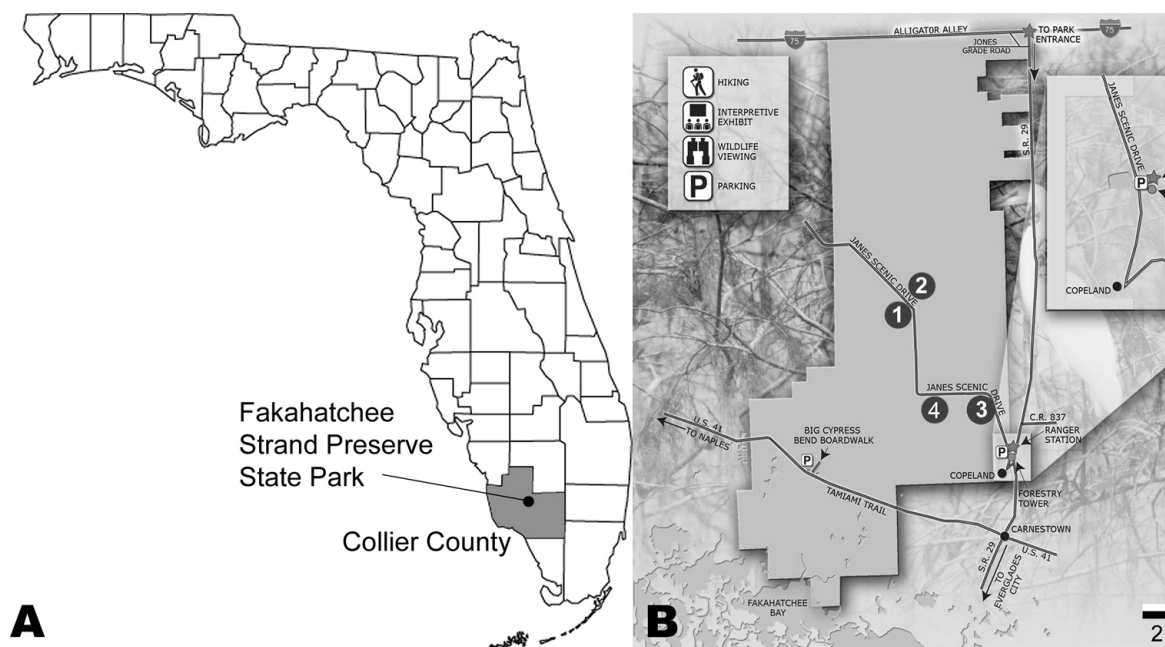 A
Fakahatchee
Strand Preserve
State Park
Collier County
B
ALLIGATOR ALLEY
75
75
TO PARK
ENTRANCE
JONES
GRADE ROAD
HIKING
INTERPRETIVE
EXHIBIT
WILDLIFE
VIEWING
P
PARKING
S.R. 29
JANES SCENIC DRIVE
P
COPELAND
JANES SCENIC DRIVE
2
1
JANES SCENIC
DRIVE
4
3
C.R. 837
RANGER
STATION
P
COPELAND
FORESTRY
TOWER
U.S. 41
TO NAPLES
BIG CYPRESS
BEND BOARDWALK
P
TAMIAMI TRAIL
CARNESTOWN
S.R. 29
U.S. 41
TO
EVERGLADES
CITY
FAKAHATCHEE
BAY
2